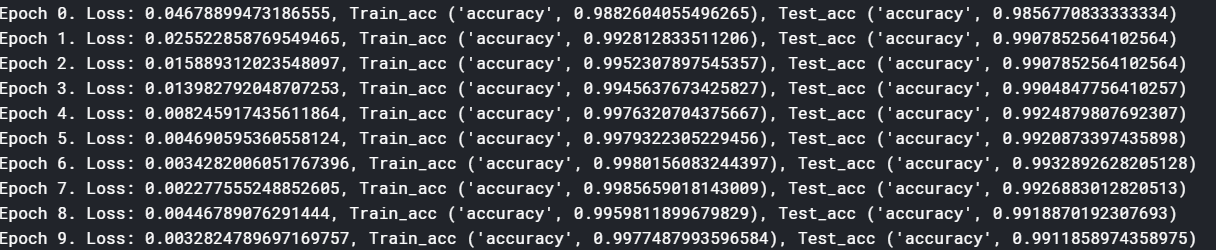 Epoch 0. Loss: 0.04678899473186555, Train_acc ('accuracy', 0.9882604055496265), Test_acc ('accuracy', 0.9856770833333334)
Epoch 1. Loss: 0.025522858769549465, Train_acc ('accuracy', 0.992812833511206), Test_acc ('accuracy', 0.9907852564102564)
Epoch 2. Loss: 0.015889312023548097, Train_acc ('accuracy', 0.9952307897545357), Test_acc ('accuracy', 0.9907852564102564)
Epoch 3. Loss: 0.013982792048707253, Train_acc ('accuracy', 0.9945637673425827), Test_acc ('accuracy', 0.9904847756410257)
Epoch 4. Loss: 0.008245917435611864, Train_acc ('accuracy', 0.9976320704375667), Test_acc ('accuracy', 0.9924879807692307)
Epoch 5. Loss: 0.004690595360558124, Train_acc ('accuracy', 0.9979322305229456), Test_acc ('accuracy', 0.9920873397435898)
Epoch 6. Loss: 0.0034282006051767396, Train_acc ('accuracy', 0.9980156083244397), Test_acc ('accuracy', 0.9932892628205128)
Epoch 7. Loss: 0.002277555248852605, Train_acc ('accuracy', 0.9985659018143009), Test_acc ('accuracy', 0.9926883012820513)
Epoch 8. Loss: 0.00446789076291444, Train_acc ('accuracy', 0.9959811899679829), Test_acc ('accuracy', 0.9918870192307693)
Epoch 9. Loss: 0.0032824789697169757, Train_acc ('accuracy', 0.9977487993596584), Test_acc ('accuracy', 0.9911858974358975)